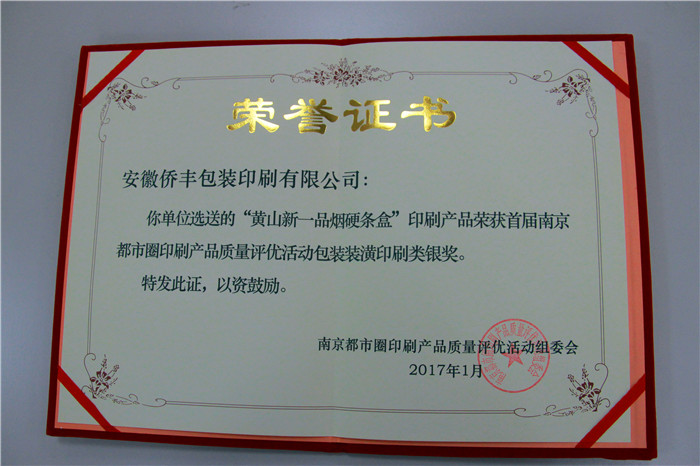 荣誉证书
安徽侨丰包装印刷有限公司：
你单位选送的“黄山新一品烟硬条盒”印刷产品荣获首届南京
都市圈印刷产品质量评优活动包装装潢印刷类银奖。
特发此证，以资鼓励。
南京都市圈印刷产品质量评优活动组委会
2017年1月